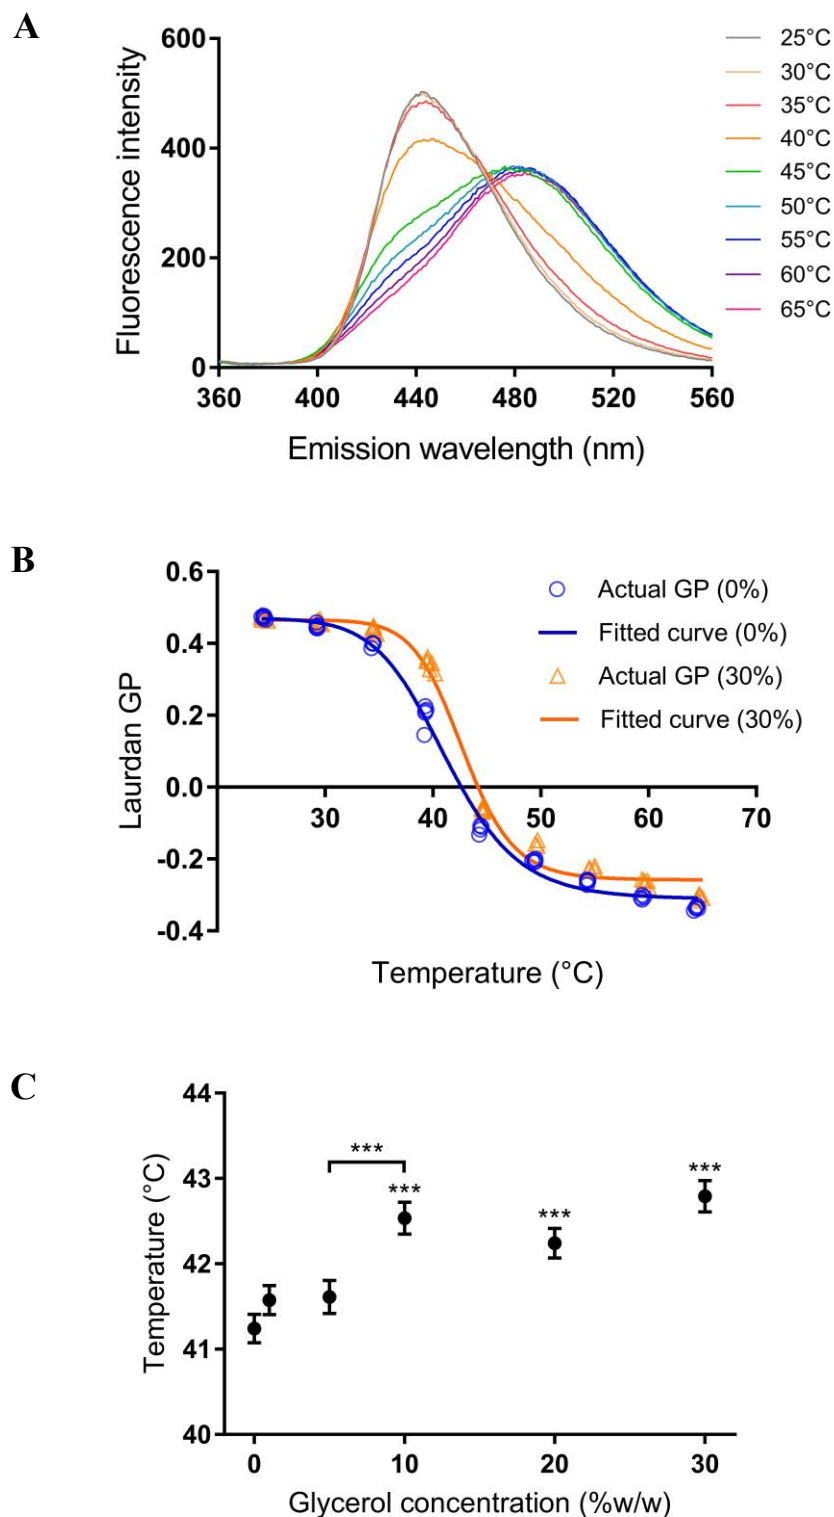 A
600
400
200
0
Fluorescence intensity
360 400 440 480 520 560
Emission wavelength (nm)
25°C
30°C
35°C
40°C
45°C
50°C
55°C
60°C
65°C
B
0.6
0.4
0.2
0.0
-0.2
-0.4
Laurdan GP
30 40 50 60 70
Temperature (°C)
Actual GP (0%)
Fitted curve (0%)
Actual GP (30%)
Fitted curve (30%)
C
44
43
42
41
40
Temperature (°C)
***
***
***
***
0 10 20 30
Glycerol concentration (%w/w)